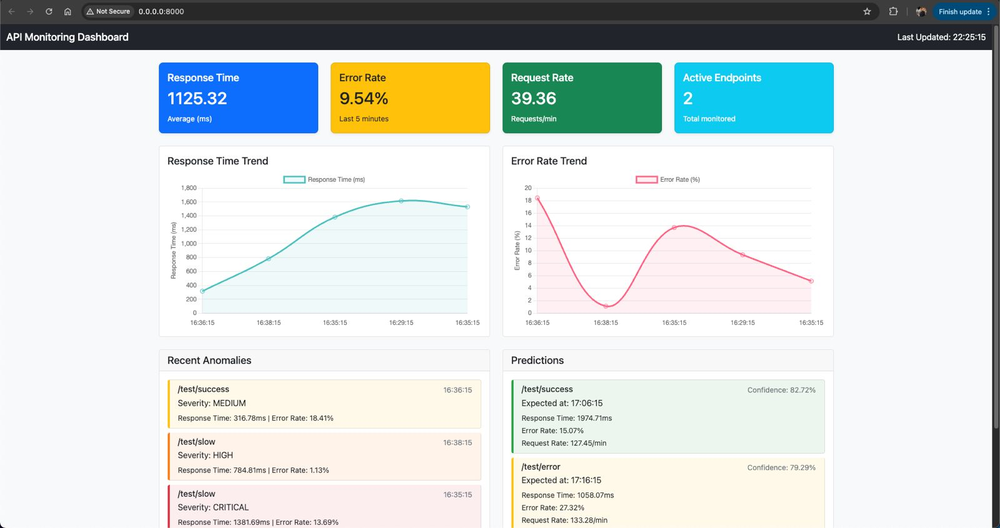 Not Secure 0.0.0.0:8000
Finish update
API Monitoring Dashboard
Last Updated: 22:25:15
Response Time
1125.32
Average (ms)
Error Rate
9.54%
Last 5 minutes
Request Rate
39.36
Requests/min
Active Endpoints
2
Total monitored
Response Time Trend
Response Time (ms)
1,800
1,600
1,400
1,200
1,000
800
600
400
200
0
Response Time (ms)
16:36:15 16:38:15 16:35:15 16:29:15 16:35:15
Error Rate Trend
Error Rate (%)
20
18
16
14
12
10
8
6
4
2
0
Error Rate (%)
16:36:15 16:38:15 16:35:15 16:29:15 16:35:15
Recent Anomalies
/test/success 16:36:15
Severity: MEDIUM
Response Time: 316.78ms | Error Rate: 18.41%
/test/slow 16:38:15
Severity: HIGH
Response Time: 784.81ms | Error Rate: 1.13%
/test/slow 16:35:15
Severity: CRITICAL
Response Time: 1381.69ms | Error Rate: 13.69%
Predictions
/test/success Confidence: 82.72%
Expected at: 17:06:15
Response Time: 1974.71ms
Error Rate: 15.07%
Request Rate: 127.45/min
/test/error Confidence: 79.29%
Expected at: 17:16:15
Response Time: 1058.07ms
Error Rate: 27.32%
Request Rate: 133.28/min